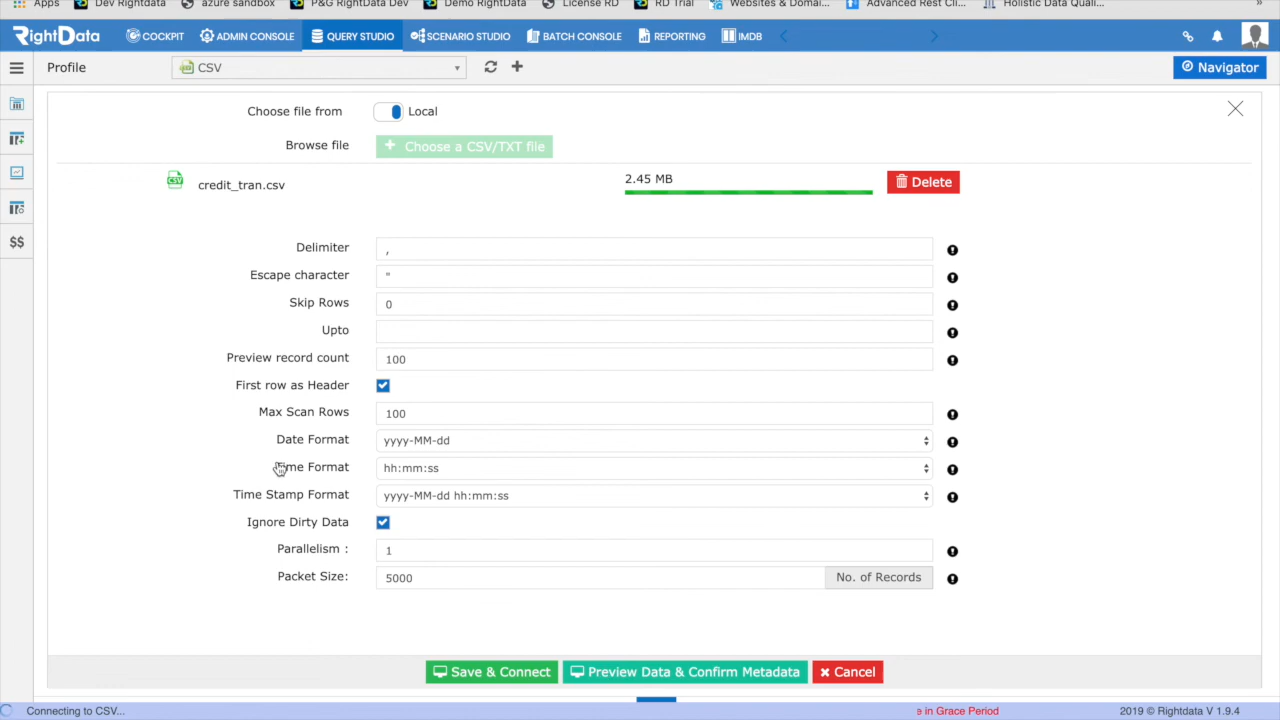 Apps Dev Rightdata azure sandbox P&G RightData Dev Demo RightData License RD RD Trial Websites & Domai... Advanced Rest Cli... Holistic Data Quali... »
RightData COCKPIT ADMIN CONSOLE QUERY STUDIO SCENARIO STUDIO BATCH CONSOLE REPORTING IMDB
Profile CSV Navigator
Choose file from Local
Browse file + Choose a CSV/TXT file
CSV credit_tran.csv 2.45 MB Delete
$$
Delimiter ,
Escape character "
Skip Rows 0
Upto
Preview record count 100
First row as Header
Max Scan Rows 100
Date Format yyyy-MM-dd
me Format hh:mm:ss
Time Stamp Format yyyy-MM-dd hh:mm:ss
Ignore Dirty Data
Parallelism : 1
Packet Size: 5000 No. of Records
Save & Connect Preview Data & Confirm Metadata Cancel
Connecting to CSV... e in Grace Period 2019 © Rightdata V 1.9.4